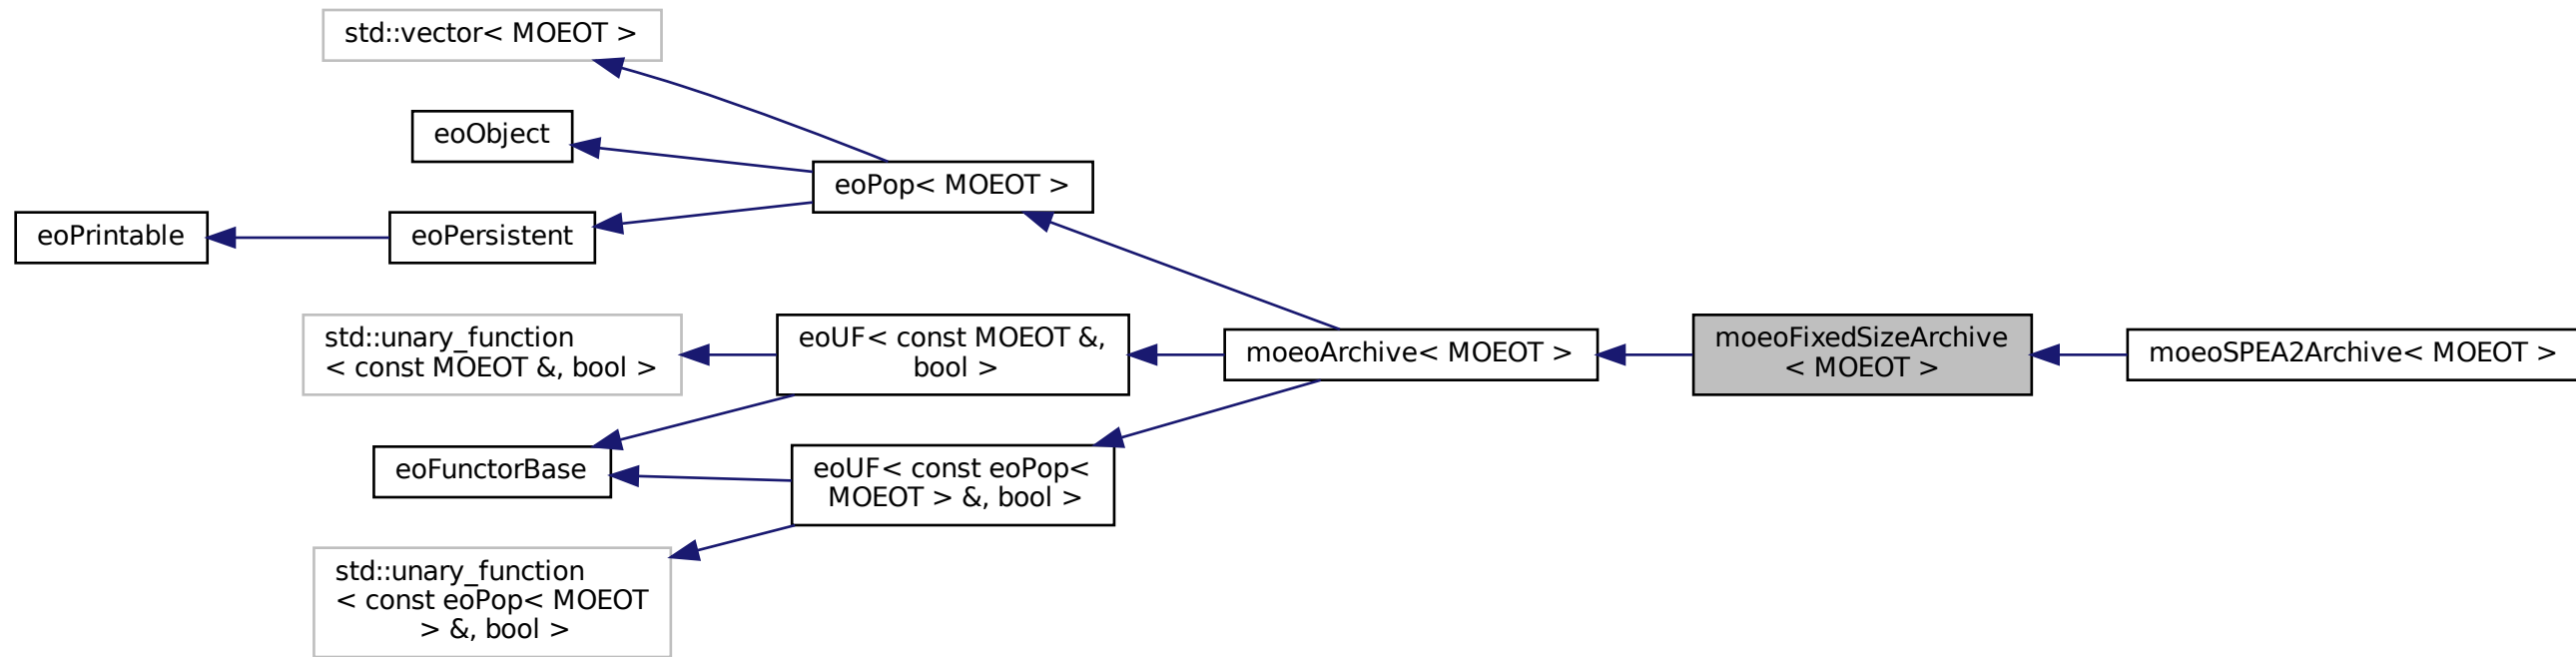 std::vector< MOEOT >
eoObject
eoPop< MOEOT >
eoPrintable
eoPersistent
std::unary_function
< const MOEOT &, bool >
eoUF< const MOEOT &,
bool >
moeoArchive< MOEOT >
moeoFixedSizeArchive
< MOEOT >
moeoSPEA2Archive< MOEOT >
eoFunctorBase
eoUF< const eoPop<
MOEOT > &, bool >
std::unary_function
< const eoPop< MOEOT
> &, bool >